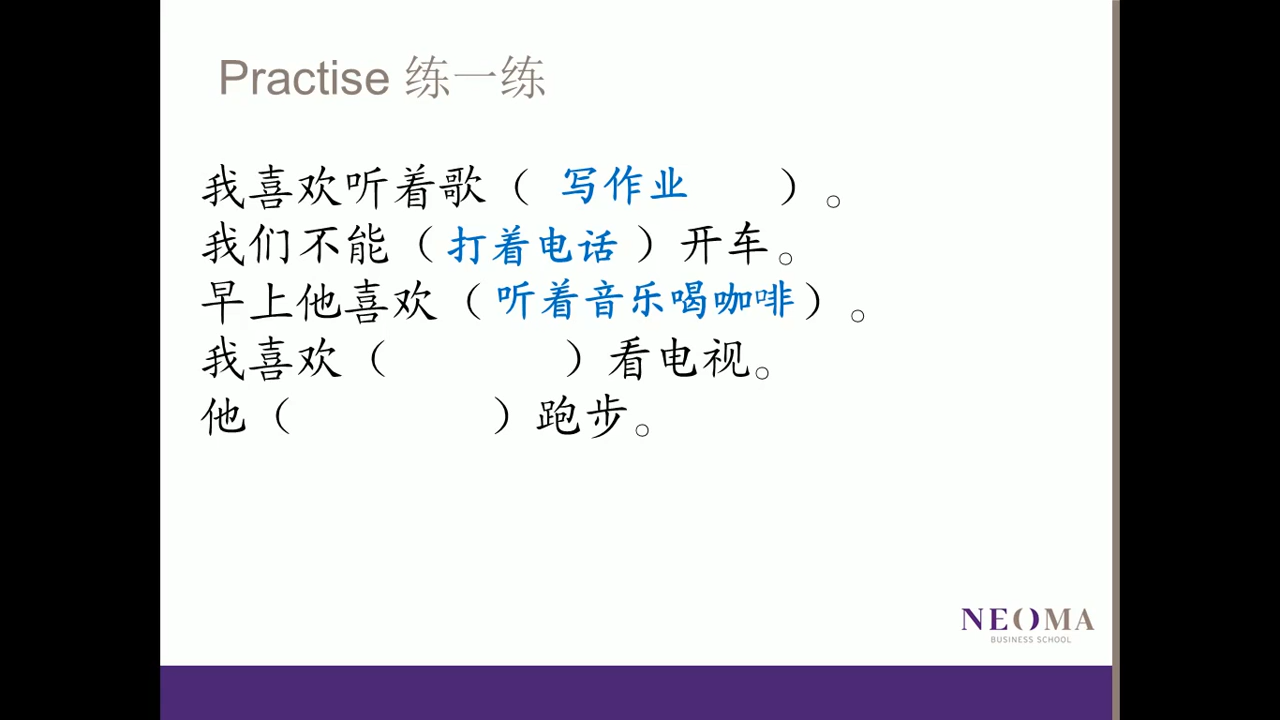 Practise 练一练
我喜欢听着歌（ 写作业 ）。
我们不能（打着电话）开车。
早上他喜欢（听着音乐喝咖啡）。
我喜欢（ ）看电视。
他（ ）跑步。
NEOMA
BUSINESS SCHOOL